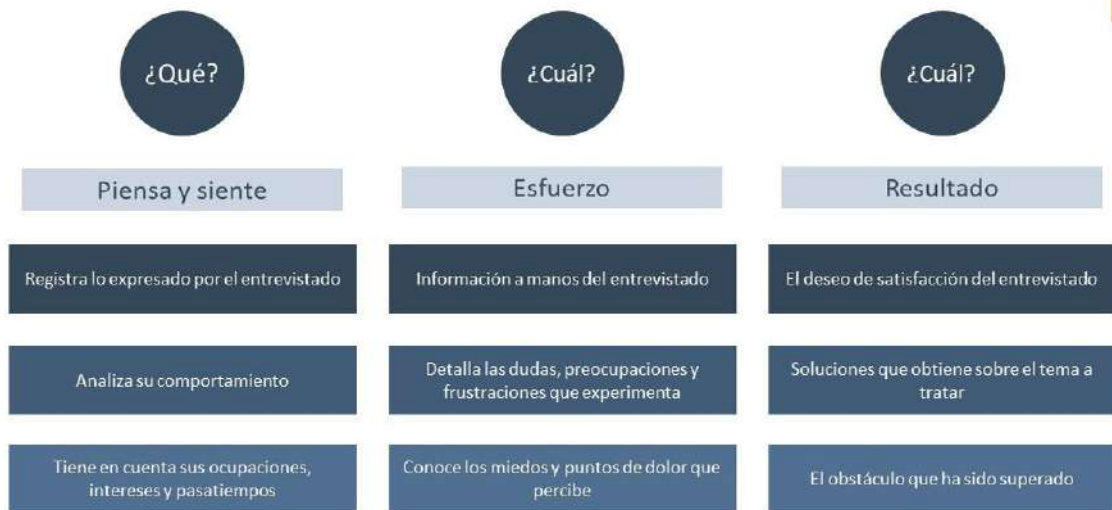 ¿Qué?
¿Cuál?
¿Cuál?
Piensa y siente
Esfuerzo
Resultado
Registra lo expresado por el entrevistado
Información a manos del entrevistado
El deseo de satisfacción del entrevistado
Analiza su comportamiento
Detalla las dudas, preocupaciones y
frustraciones que experimenta
Soluciones que obtiene sobre el tema a
tratar
Tiene en cuenta sus ocupaciones,
intereses y pasatiempos
Conoce los miedos y puntos de dolor que
percibe
El obstáculo que ha sido superado